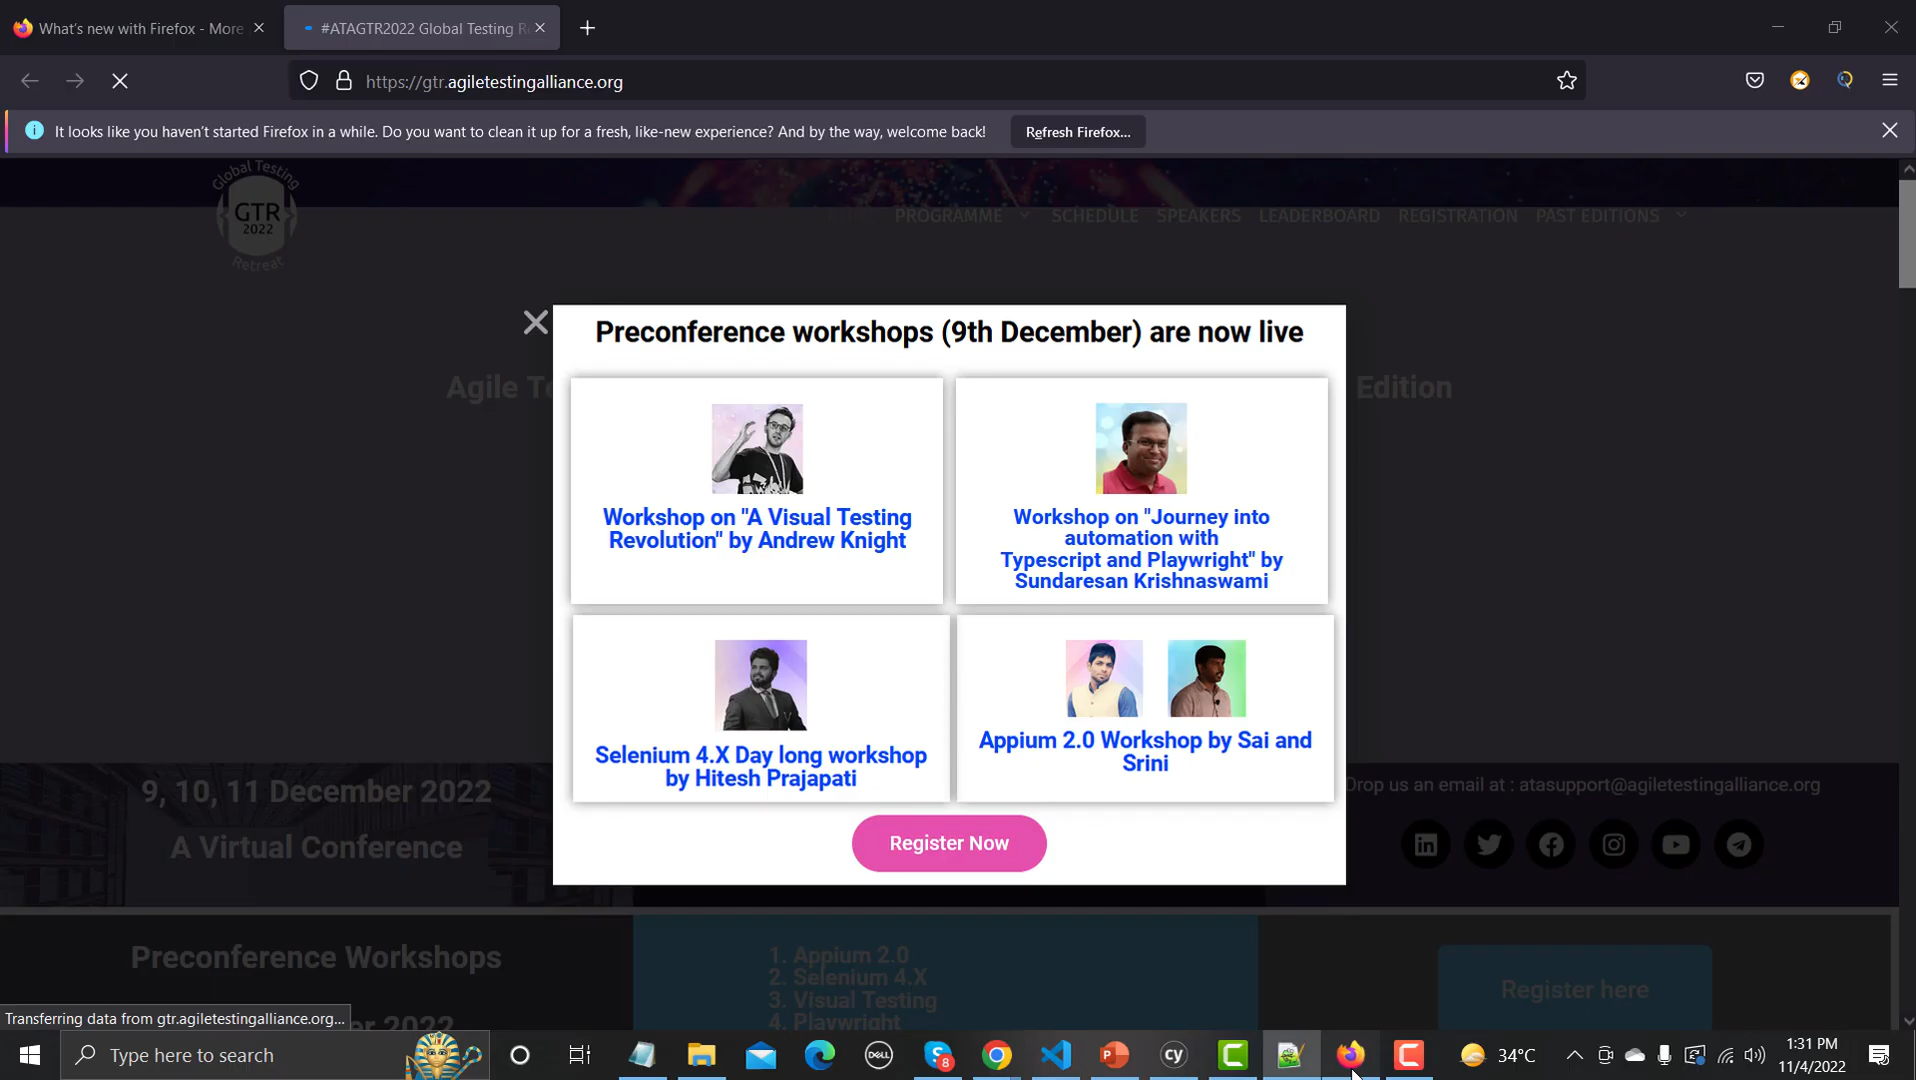 What's new with Firefox - More
#ATAGTR2022 Global Testing R
https://gtr.agiletestingalliance.org
It looks like you haven't started Firefox in a while. Do you want to clean it up for a fresh, like-new experience? And by the way, welcome back!
Refresh Firefox...
Global Testing
GTR
2022
Retreat
PROGRAMME
SCHEDULE
SPEAKERS
LEADERBOARD
REGISTRATION
PAST EDITIONS
Preconference workshops (9th December) are now live
Agile Te
Edition
Workshop on "A Visual Testing
Revolution" by Andrew Knight
Workshop on "Journey into
automation with
Typescript and Playwright" by
Sundaresan Krishnaswami
Selenium 4.X Day long workshop
by Hitesh Prajapati
Appium 2.0 Workshop by Sai and
Srini
Register Now
9, 10, 11 December 2022
A Virtual Conference
Drop us an email at : atasupport@agiletestingalliance.org
Preconference Workshops
1. Appium 2.0
2. Selenium 4.X
3. Visual Testing
4. Playwright
Register here
Transferring data from gtr.agiletestingalliance.org...
er 2022
Type here to search
DELL
8
cy
34°C
1:31 PM
11/4/2022